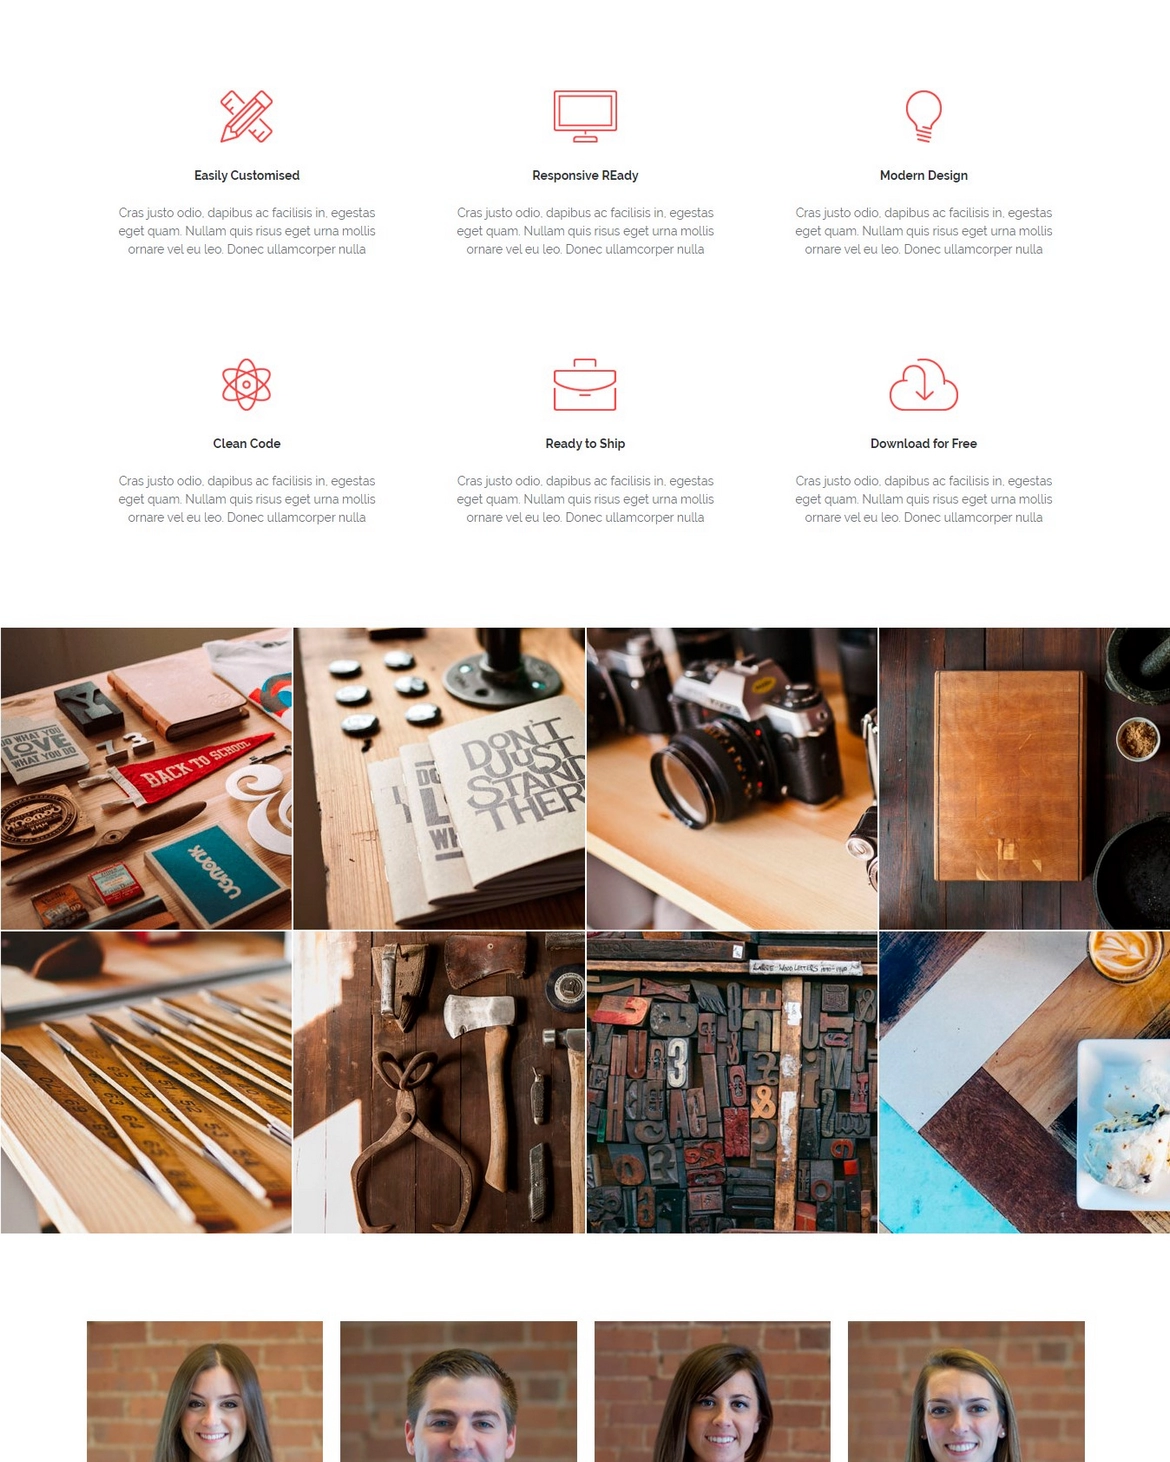 Easily Customised
Responsive REady
Modern Design
Cras justo odio, dapibus ac facilisis in, egestas
eget quam. Nullam quis risus eget urna mollis
ornare vel eu leo. Donec ullamcorper nulla
Cras justo odio, dapibus ac facilisis in, egestas
eget quam. Nullam quis risus eget urna mollis
ornare vel eu leo. Donec ullamcorper nulla
Cras justo odio, dapibus ac facilisis in, egestas
eget quam. Nullam quis risus eget urna mollis
ornare vel eu leo. Donec ullamcorper nulla
Clean Code
Ready to Ship
Download for Free
Cras justo odio, dapibus ac facilisis in, egestas
eget quam. Nullam quis risus eget urna mollis
ornare vel eu leo. Donec ullamcorper nulla
Cras justo odio, dapibus ac facilisis in, egestas
eget quam. Nullam quis risus eget urna mollis
ornare vel eu leo. Donec ullamcorper nulla
Cras justo odio, dapibus ac facilisis in, egestas
eget quam. Nullam quis risus eget urna mollis
ornare vel eu leo. Donec ullamcorper nulla
Y
WHAT YOU
LOVE
WHAT YOU DO
13
BACK TO SCHOOL
UGMONK
DON'T
JUST
STAND
THER
LARGE WOOD LETTERS
3
&